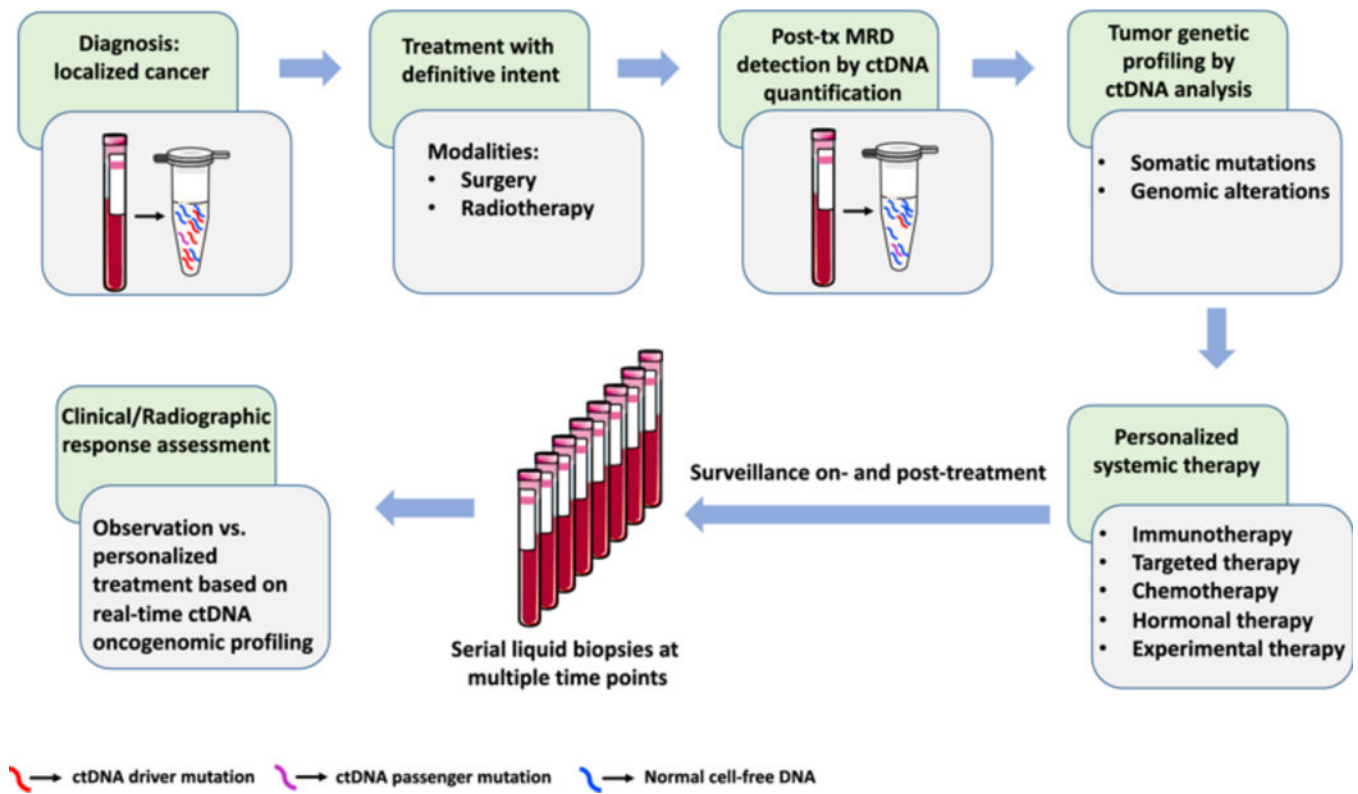 Diagnosis:
localized cancer
Treatment with
definitive intent
Modalities:
• Surgery
• Radiotherapy
Post-tx MRD
detection by ctDNA
quantification
Tumor genetic
profiling by
ctDNA analysis
• Somatic mutations
• Genomic alterations
Personalized
systemic therapy
• Immunotherapy
• Targeted therapy
• Chemotherapy
• Hormonal therapy
• Experimental therapy
Surveillance on- and post-treatment
Serial liquid biopsies at
multiple time points
Clinical/Radiographic
response assessment
Observation vs.
personalized
treatment based on
real-time ctDNA
oncogenomic profiling
ctDNA driver mutation
ctDNA passenger mutation
Normal cell-free DNA